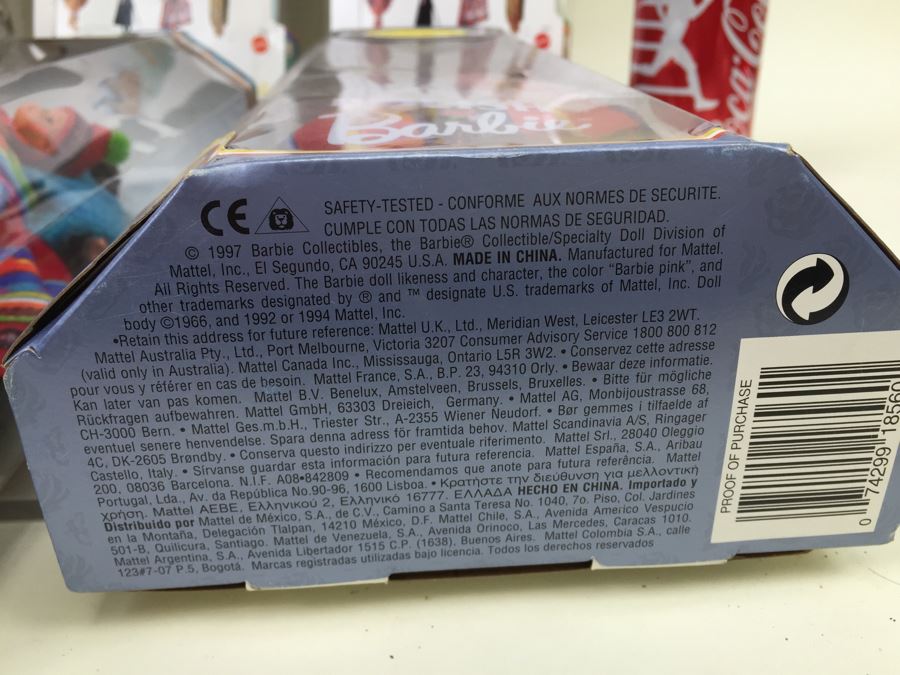 Barbie
Coca-Co
CE
SAFETY-TESTED - CONFORME AUX NORMES DE SECURITE.
CUMPLE CON TODAS LAS NORMAS DE SEGURIDAD.
© 1997 Barbie Collectibles, the Barbie® Collectible/Specialty Doll Division of
Mattel, Inc., El Segundo, CA 90245 U.S.A. MADE IN CHINA. Manufactured for Mattel.
All Rights Reserved. The Barbie doll likeness and character, the color "Barbie pink", and
other trademarks designated by ® and ™ designate U.S. trademarks of Mattel, Inc. Doll
body ©1966, and 1992 or 1994 Mattel, Inc.
•Retain this address for future reference: Mattel U.K., Ltd., Meridian West, Leicester LE3 2WT.
Mattel Australia Pty., Ltd., Port Melbourne, Victoria 3207 Consumer Advisory Service 1800 800 812
(valid only in Australia). Mattel Canada Inc., Mississauga, Ontario L5R 3W2. • Conservez cette adresse
pour vous y référer en cas de besoin. Mattel France, S.A., B.P. 23, 94310 Orly. • Bewaar deze informatie.
Kan later van pas komen. Mattel B.V. Benelux, Amstelveen, Brussels, Bruxelles. • Bitte für mögliche
Rückfragen aufbewahren. Mattel GmbH, 63303 Dreieich, Germany. • Mattel AG, Monbijoustrasse 68,
CH-3000 Bern. • Mattel Ges.m.b.H., Triester Str., A-2355 Wiener Neudorf. • Bør gemmes i tilfælde af
eventuel senere henvendelse. Spara denna adress för framtida behov. Mattel Scandinavia A/S, Ringager
4C, DK-2605 Brøndby. • Conserva questo indirizzo per eventuale riferimento. Mattel Srl., 28040 Oleggio
Castello, Italy. • Sírvanse guardar esta información para futura referencia. Mattel España, S.A., Aribau
200. 08036 Barcelona. N.I.F. A08•842809 • Recomendamos que anote para futura referência. Mattel
Portugal, Lda., Av. da República No.90-96, 1600 Lisboa. • Κρατήστε την διεύθυνση για μελλοντική
χρήση. Mattel AEBE, Ελληνικού 2, Ελληνικό 16777. ΕΛΛΑΔΑ HECHO EN CHINA. Importado y
Distribuido por Mattel de México, S.A., de C.V., Camino a Santa Teresa No. 1040, 7o. Piso, Col. Jardines
en la Montaña, Delegación Tlalpan, 14210 México, D.F. Mattel Chile, S.A., Avenida Americo Vespucio
501-B, Quilicura, Santiago. Mattel de Venezuela, S.A., Avenida Orinoco, Las Mercedes, Caracas 1010.
Mattel Argentina, S.A., Avenida Libertador 1515 C.P. (1638), Buenos Aires. Mattel Colombia S.A., calle
123#7-07 P.5, Bogotá. Marcas registradas utilizadas bajo licencia. Todos los derechos reservados
PROOF OF PURCHASE
0 74299 18560